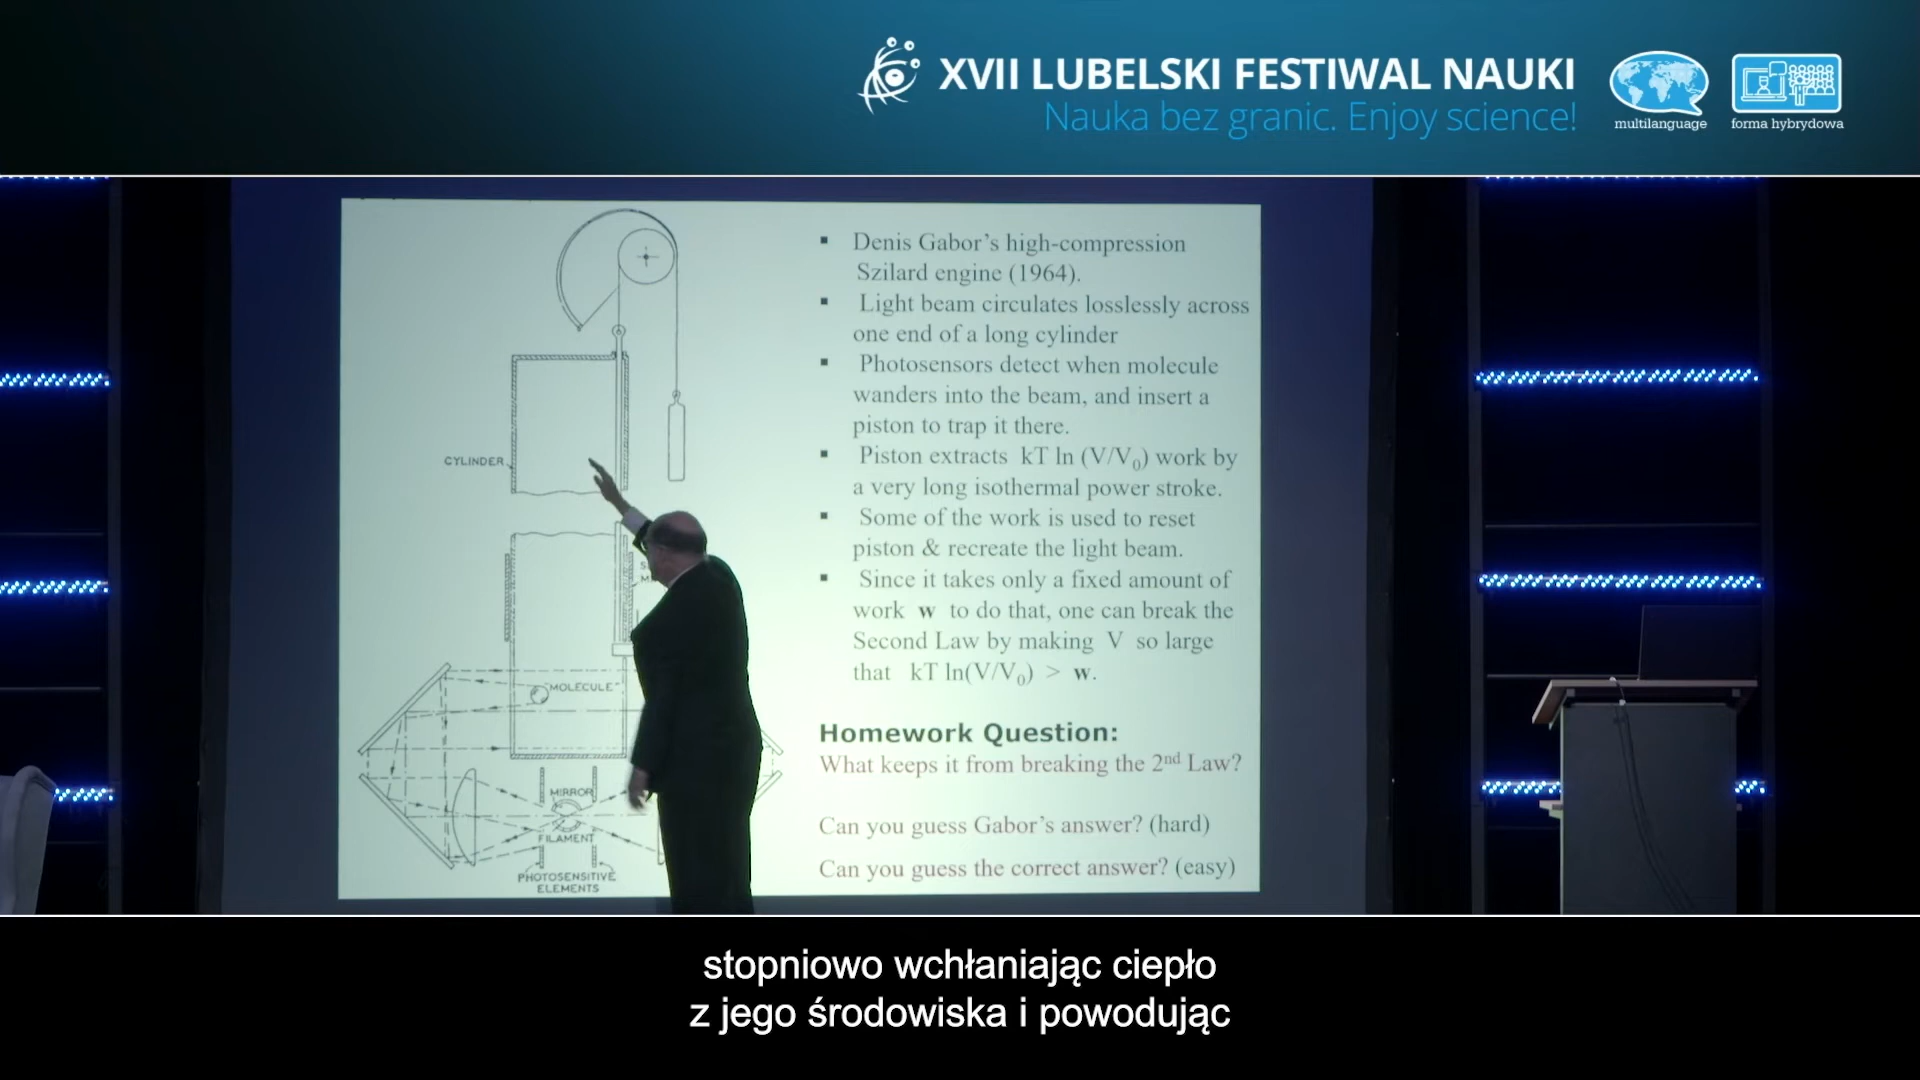 XVII LUBELSKI FESTIWAL NAUKI
Nauka bez granic. Enjoy science!
multilanguage
forma hybrydowa
▪ Denis Gabor’s high-compression
Szilard engine (1964).
▪ Light beam circulates losslessly across
one end of a long cylinder
▪ Photosensors detect when molecule
wanders into the beam, and insert a
piston to trap it there.
▪ Piston extracts kT ln (V/V₀) work by
a very long isothermal power stroke.
▪ Some of the work is used to reset
piston & recreate the light beam.
▪ Since it takes only a fixed amount of
work w to do that, one can break the
Second Law by making V so large
that kT ln(V/V₀) > w.
Homework Question:
What keeps it from breaking the 2nd Law?
Can you guess Gabor’s answer? (hard)
Can you guess the correct answer? (easy)
CYLINDER
"MOLECULE"
MIRROR
FILAMENT
PHOTOSENSITIVE
ELEMENTS
stopniowo wchłaniając ciepło
z jego środowiska i powodując